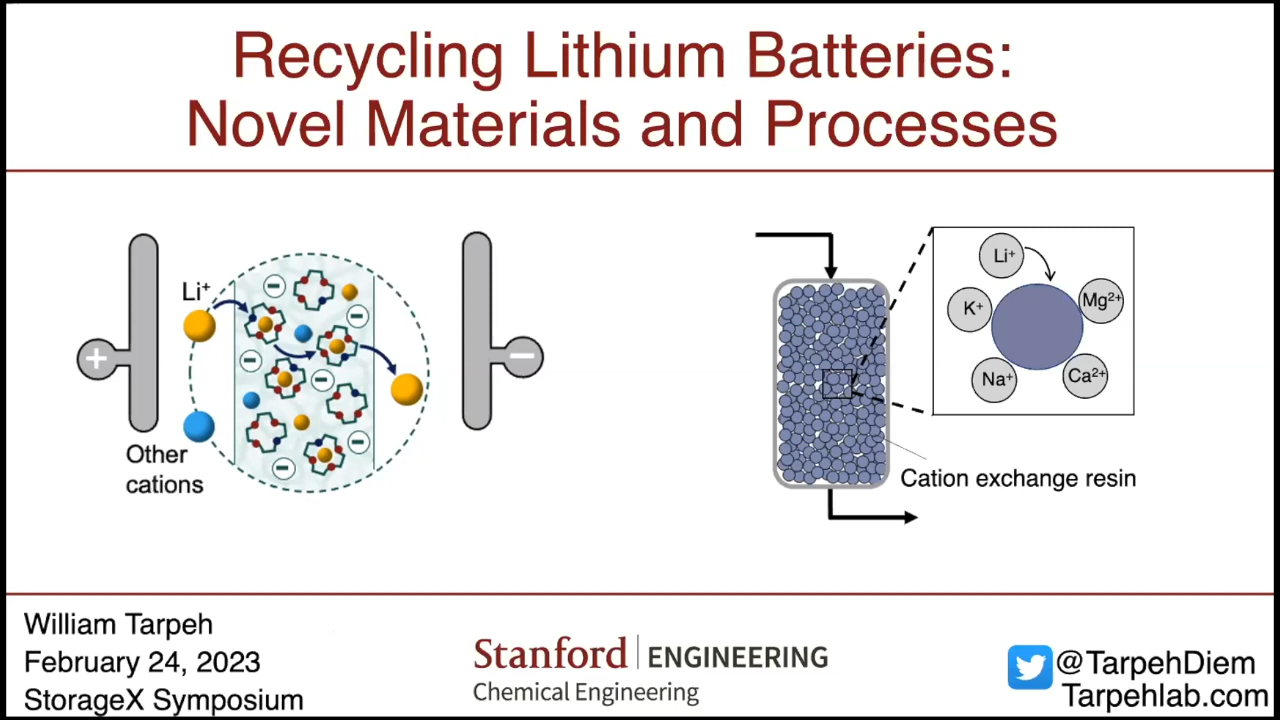 Recycling Lithium Batteries:
Novel Materials and Processes
Li⁺
+
−
Other
cations
Li⁺
K⁺
Mg²⁺
Na⁺
Ca²⁺
Cation exchange resin
William Tarpeh
February 24, 2023
StorageX Symposium
Stanford | ENGINEERING
Chemical Engineering
@TarpehDiem
Tarpehlab.com